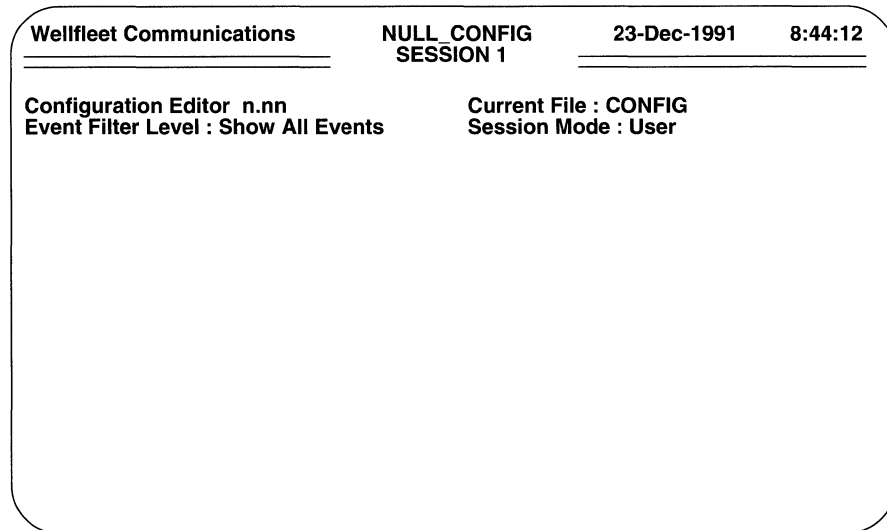 Wellfleet Communications NULL_CONFIG 23-Dec-1991 8:44:12
SESSION 1
Configuration Editor n.nn Current File : CONFIG
Event Filter Level : Show All Events Session Mode : User